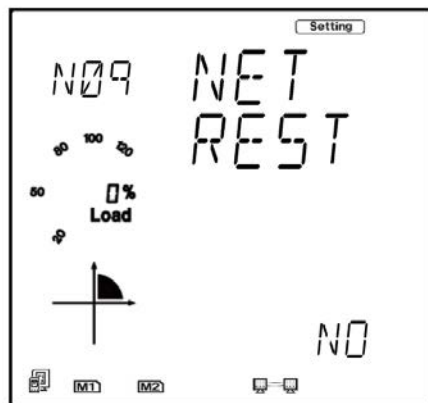 Setting
N09
NET
REST
50
80
100
120
20
0%
Load
NO
M1
M2